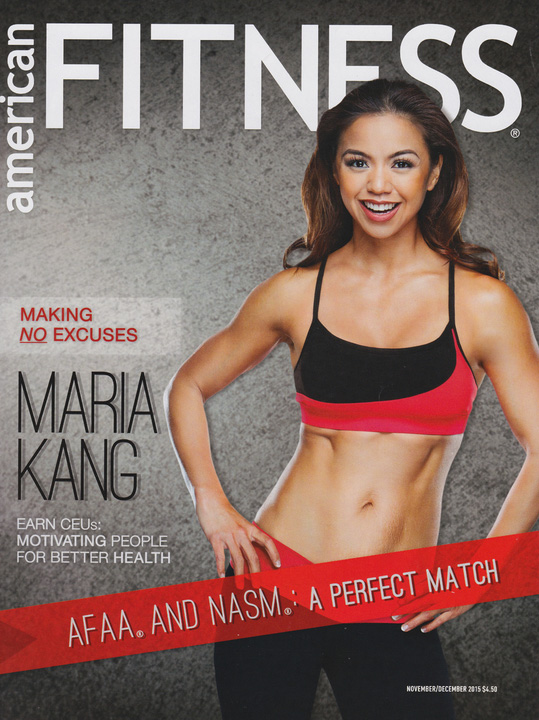 american
FITNESS®
MAKING
NO EXCUSES
MARIA
KANG
EARN CEUs:
MOTIVATING PEOPLE
FOR BETTER HEALTH
AFAA® AND NASM®: A PERFECT MATCH
NOVEMBER/DECEMBER 2015 $4.50